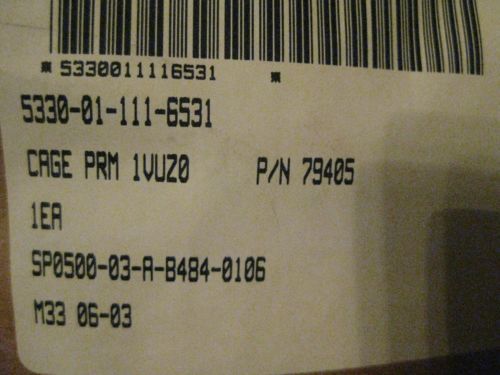 *5330011116531 *
5330-01-111-6531
CAGE PRM 1VUZ0 P/N 79405
1EA
SP0500-03-A-B484-0106
M33 06-03